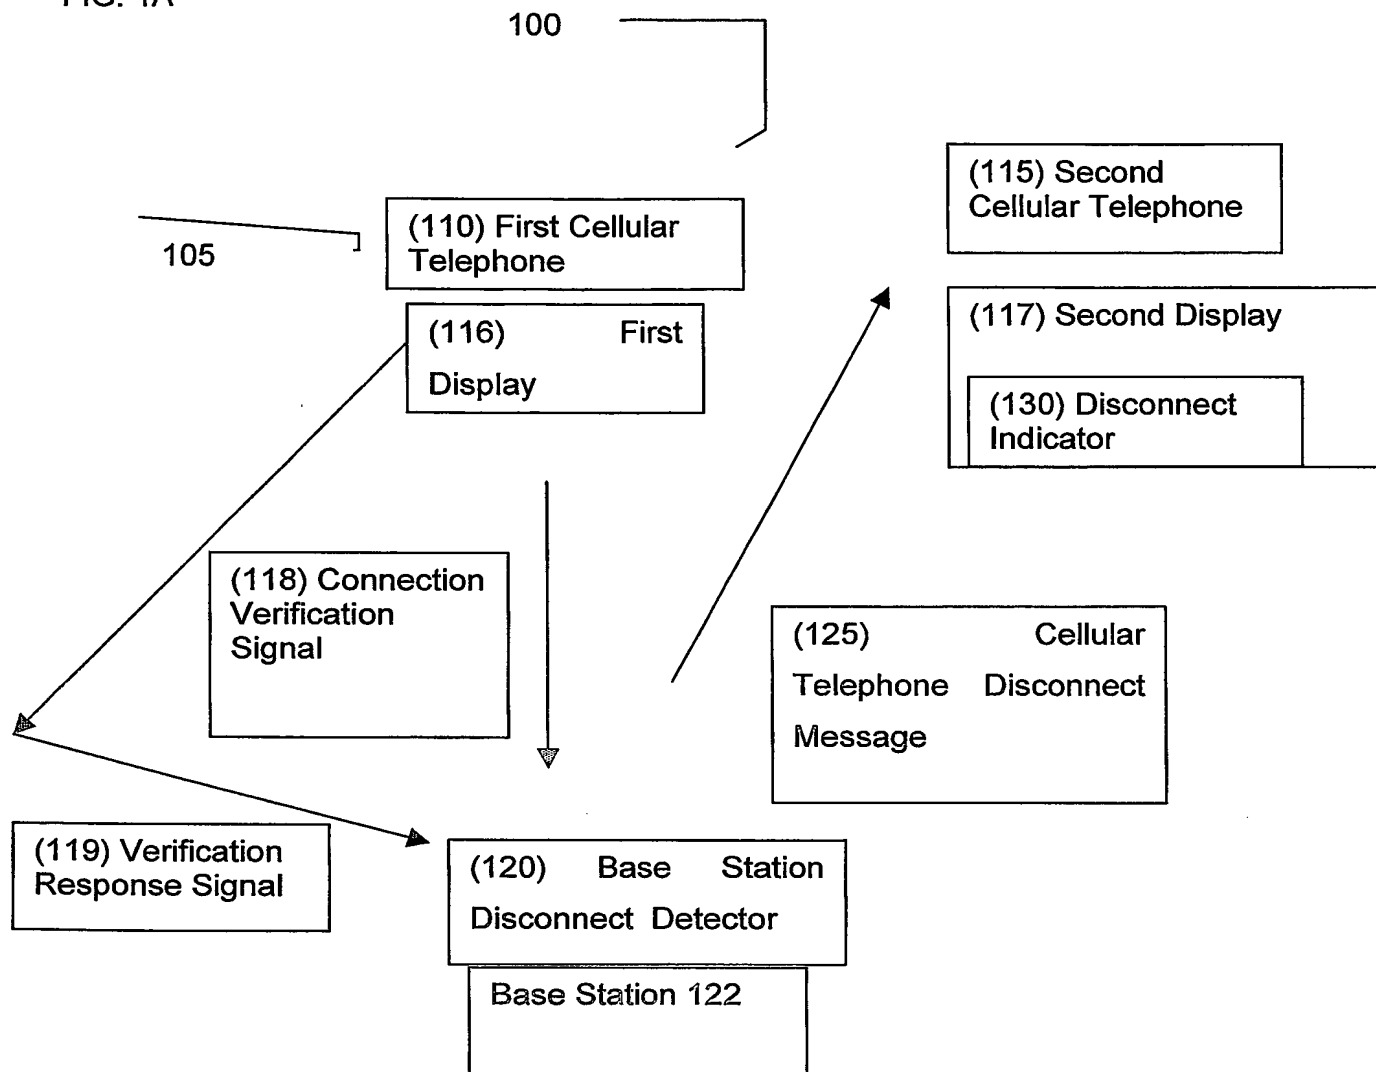 FIG. 1A
100
(115) Second
Cellular Telephone
(110) First Cellular
Telephone
105
(117) Second Display
(116) First
Display
(130) Disconnect
Indicator
(118) Connection
Verification
Signal
(125) Cellular
Telephone Disconnect
Message
(119) Verification
Response Signal
(120) Base Station
Disconnect Detector
Base Station 122